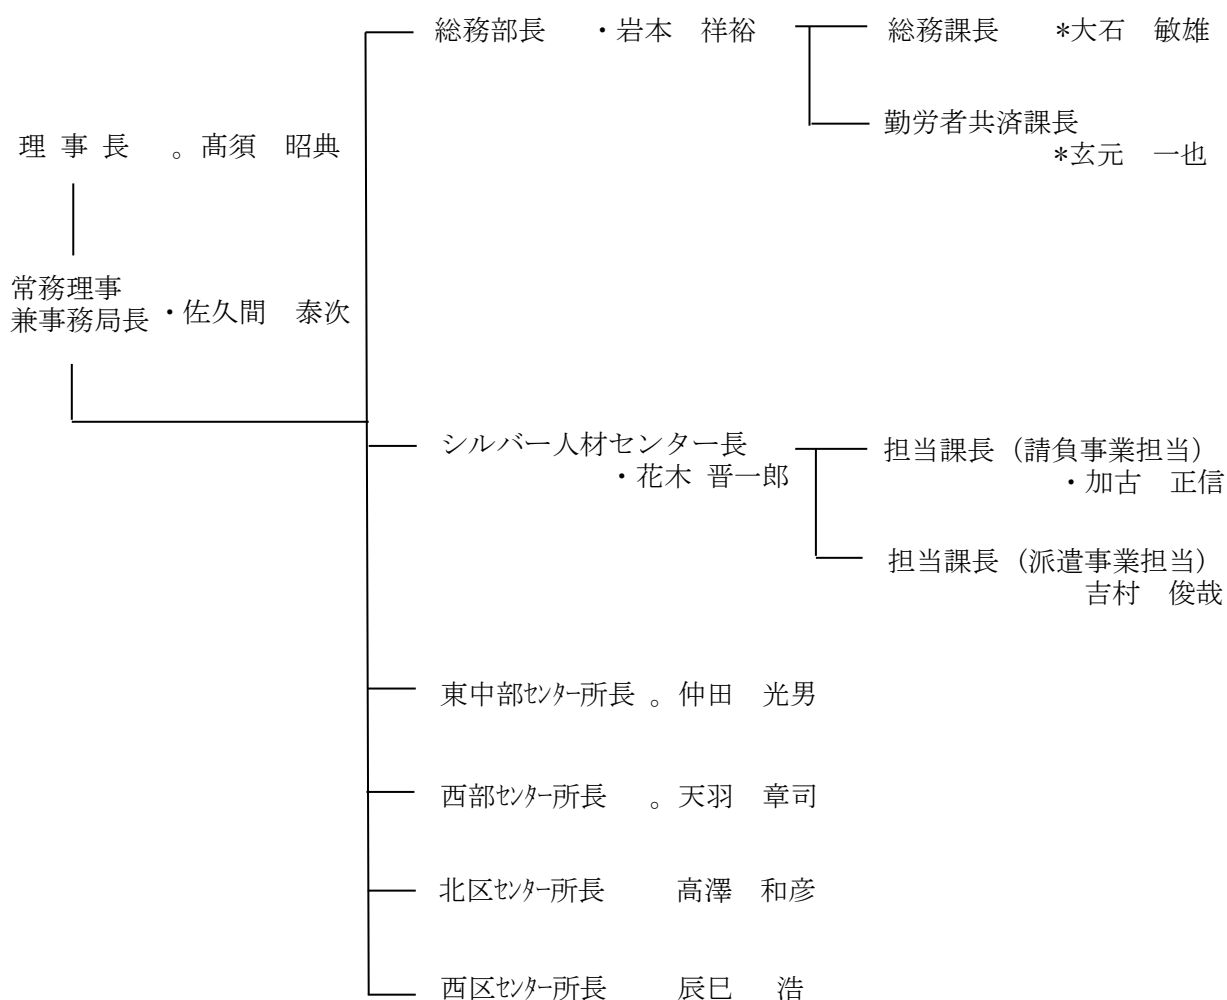 総務部長　・岩本　祥裕
総務課長　*大石　敏雄
勤労者共済課長
*玄元　一也
理 事 長　。髙須　昭典
常務理事
兼事務局長 ・佐久間　泰次
シルバー人材センター長
・花木 晋一郎
担当課長（請負事業担当）
・加古　正信
担当課長（派遣事業担当）
吉村　俊哉
東中部ｾﾝﾀｰ所長 。仲田　光男
西部ｾﾝﾀｰ所長　。天羽　章司
北区ｾﾝﾀｰ所長　高澤　和彦
西区ｾﾝﾀｰ所長　辰巳　浩